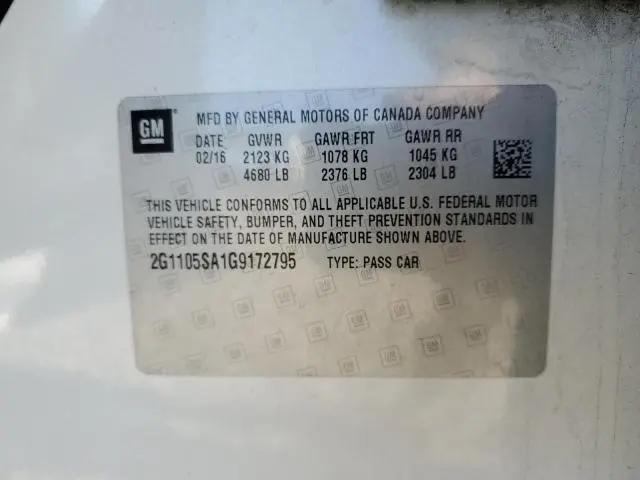 GM
MFD BY GENERAL MOTORS OF CANADA COMPANY
DATE GVWR GAWR FRT GAWR RR
02/16 2123 KG 1078 KG 1045 KG
4680 LB 2376 LB 2304 LB
THIS VEHICLE CONFORMS TO ALL APPLICABLE U.S. FEDERAL MOTOR
VEHICLE SAFETY, BUMPER, AND THEFT PREVENTION STANDARDS IN
EFFECT ON THE DATE OF MANUFACTURE SHOWN ABOVE.
2G1105SA1G9172795 TYPE: PASS CAR